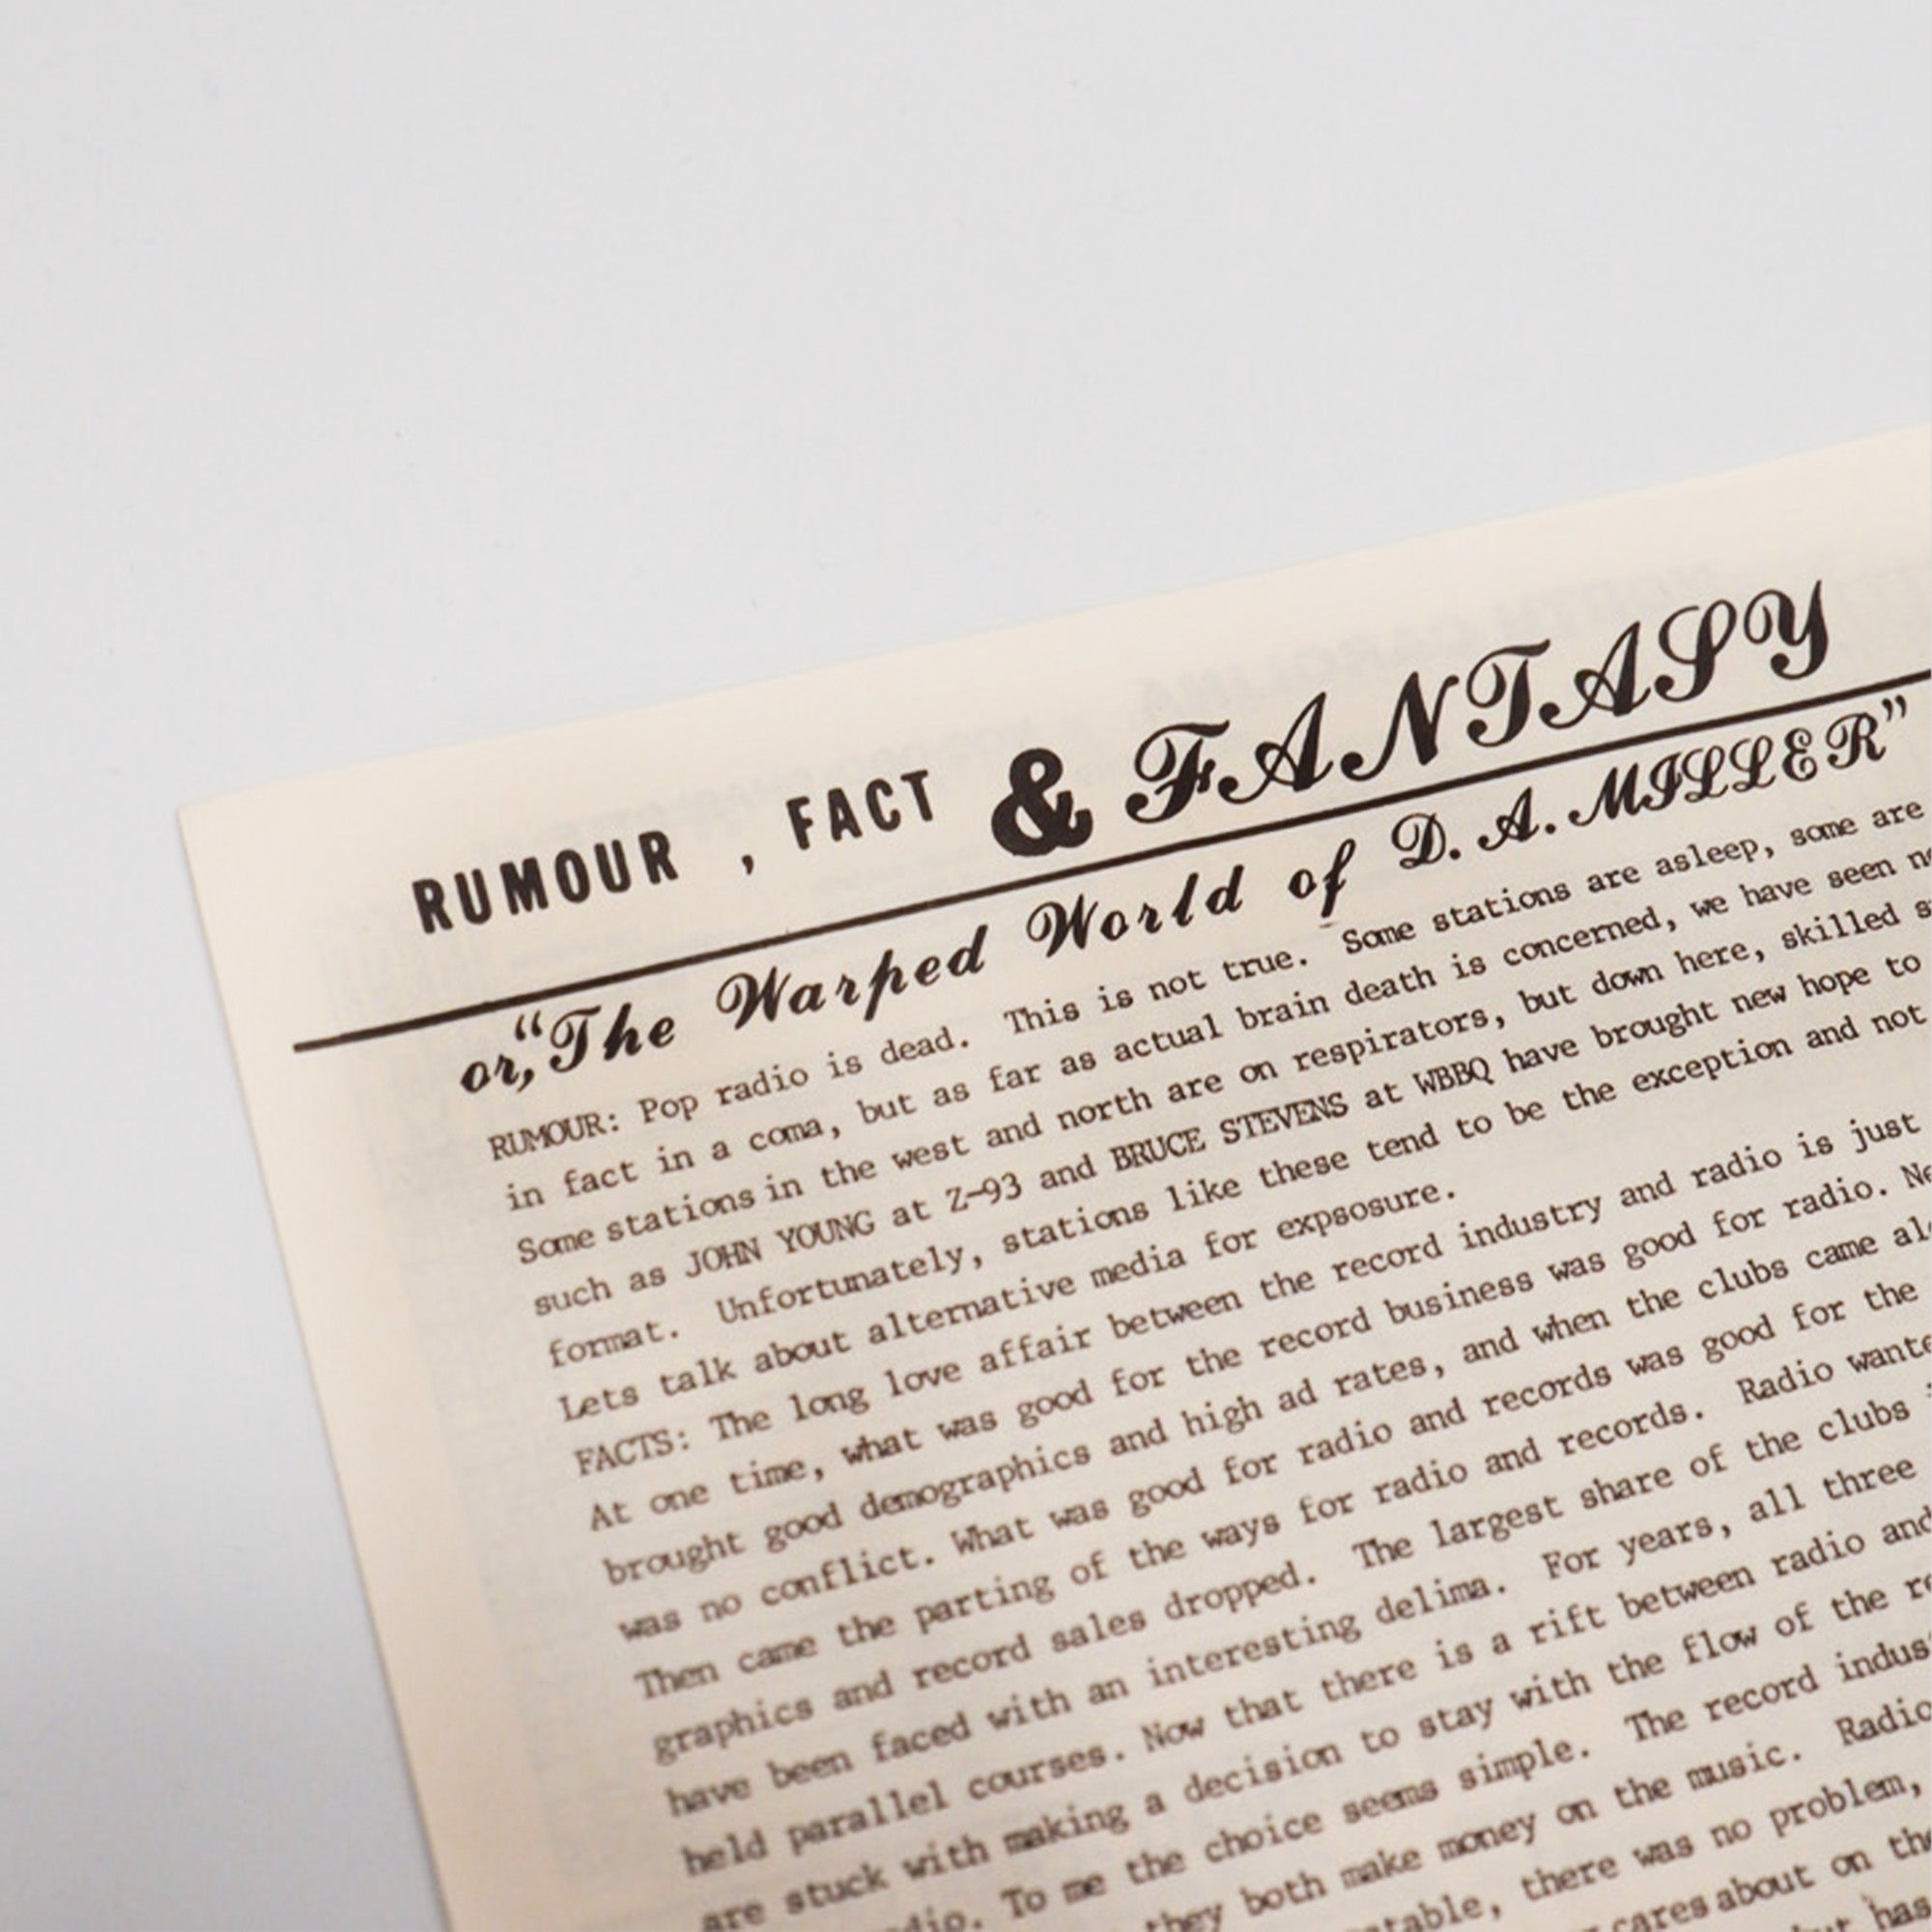 RUMOUR , FACT & FANTASY
or, "The Warped World of D. A. MILLER"
RUMOUR: Pop radio is dead. This is not true. Some stations are asleep, some are
in fact in a coma, but as far as actual brain death is concerned, we have seen
Some stations in the west and north are on respirators, but down here, skilled
such as JOHN YOUNG at Z-93 and BRUCE STEVENS at WBBQ have brought new hope to
format. Unfortunately, stations like these tend to be the exception and not
Lets talk about alternative media for expsosure.
FACTS: The long love affair between the record industry and radio is just
At one time, what was good for the record business was good for radio.
brought good demographics and high ad rates, and when the clubs came
was no conflict. What was good for radio and records was good for the
Then came the parting of the ways for radio and records. Radio
graphics and record sales dropped. The largest share of the clubs
have been faced with an interesting delima. For years, all three
held parallel courses. Now that there is a rift between radio and
are stuck with making a decision to stay with the flow of the
To me the choice seems simple. The record
they both make money on the music. Radio
there was no problem,
cares about on
has